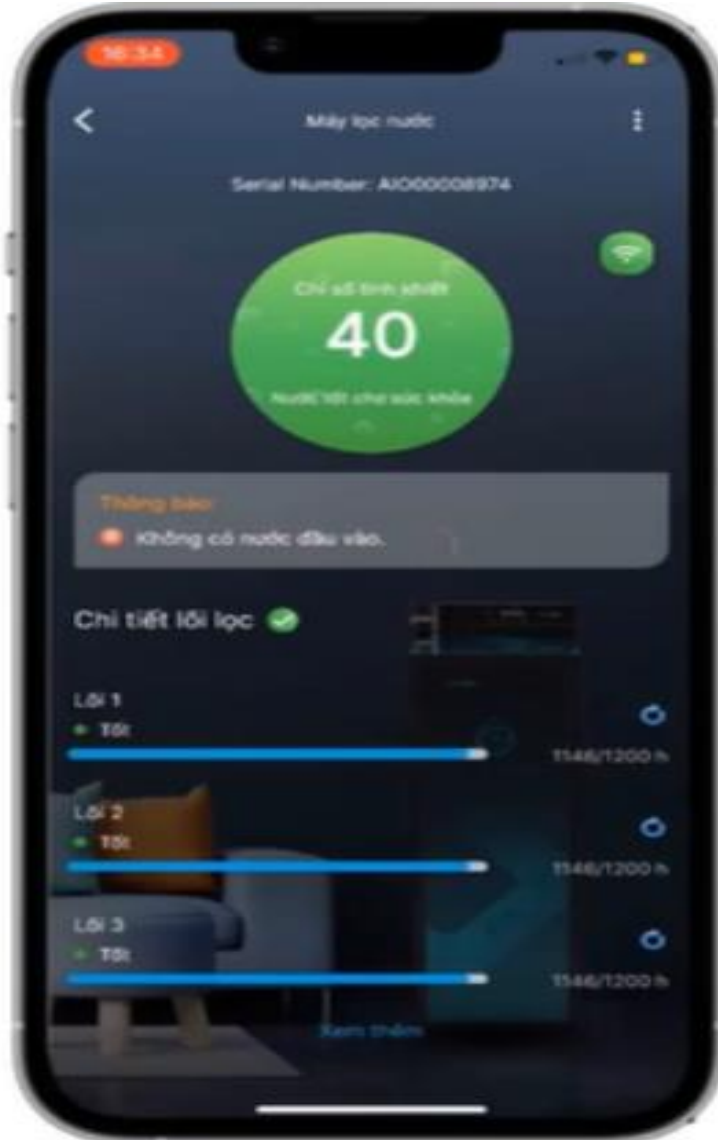 16:34
Máy lọc nước
Serial Number: AIO00008974
Chỉ số tinh khiết
40
Nước tốt cho sức khỏe
Thông báo:
Không có nước đầu vào.
Chi tiết lõi lọc
Lõi 1
Tốt
1146/1200 h
Lõi 2
Tốt
1146/1200 h
Lõi 3
Tốt
1146/1200 h
Xem thêm